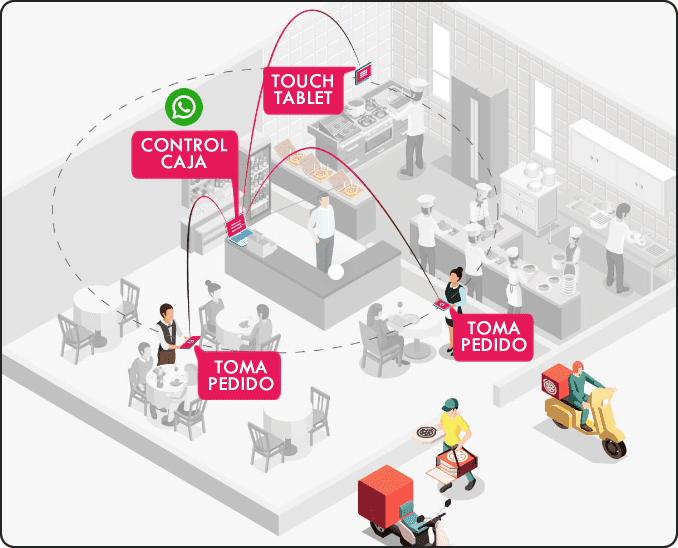 TOUCH
TABLET
CONTROL
CAJA
TOMA
PEDIDO
TOMA
PEDIDO